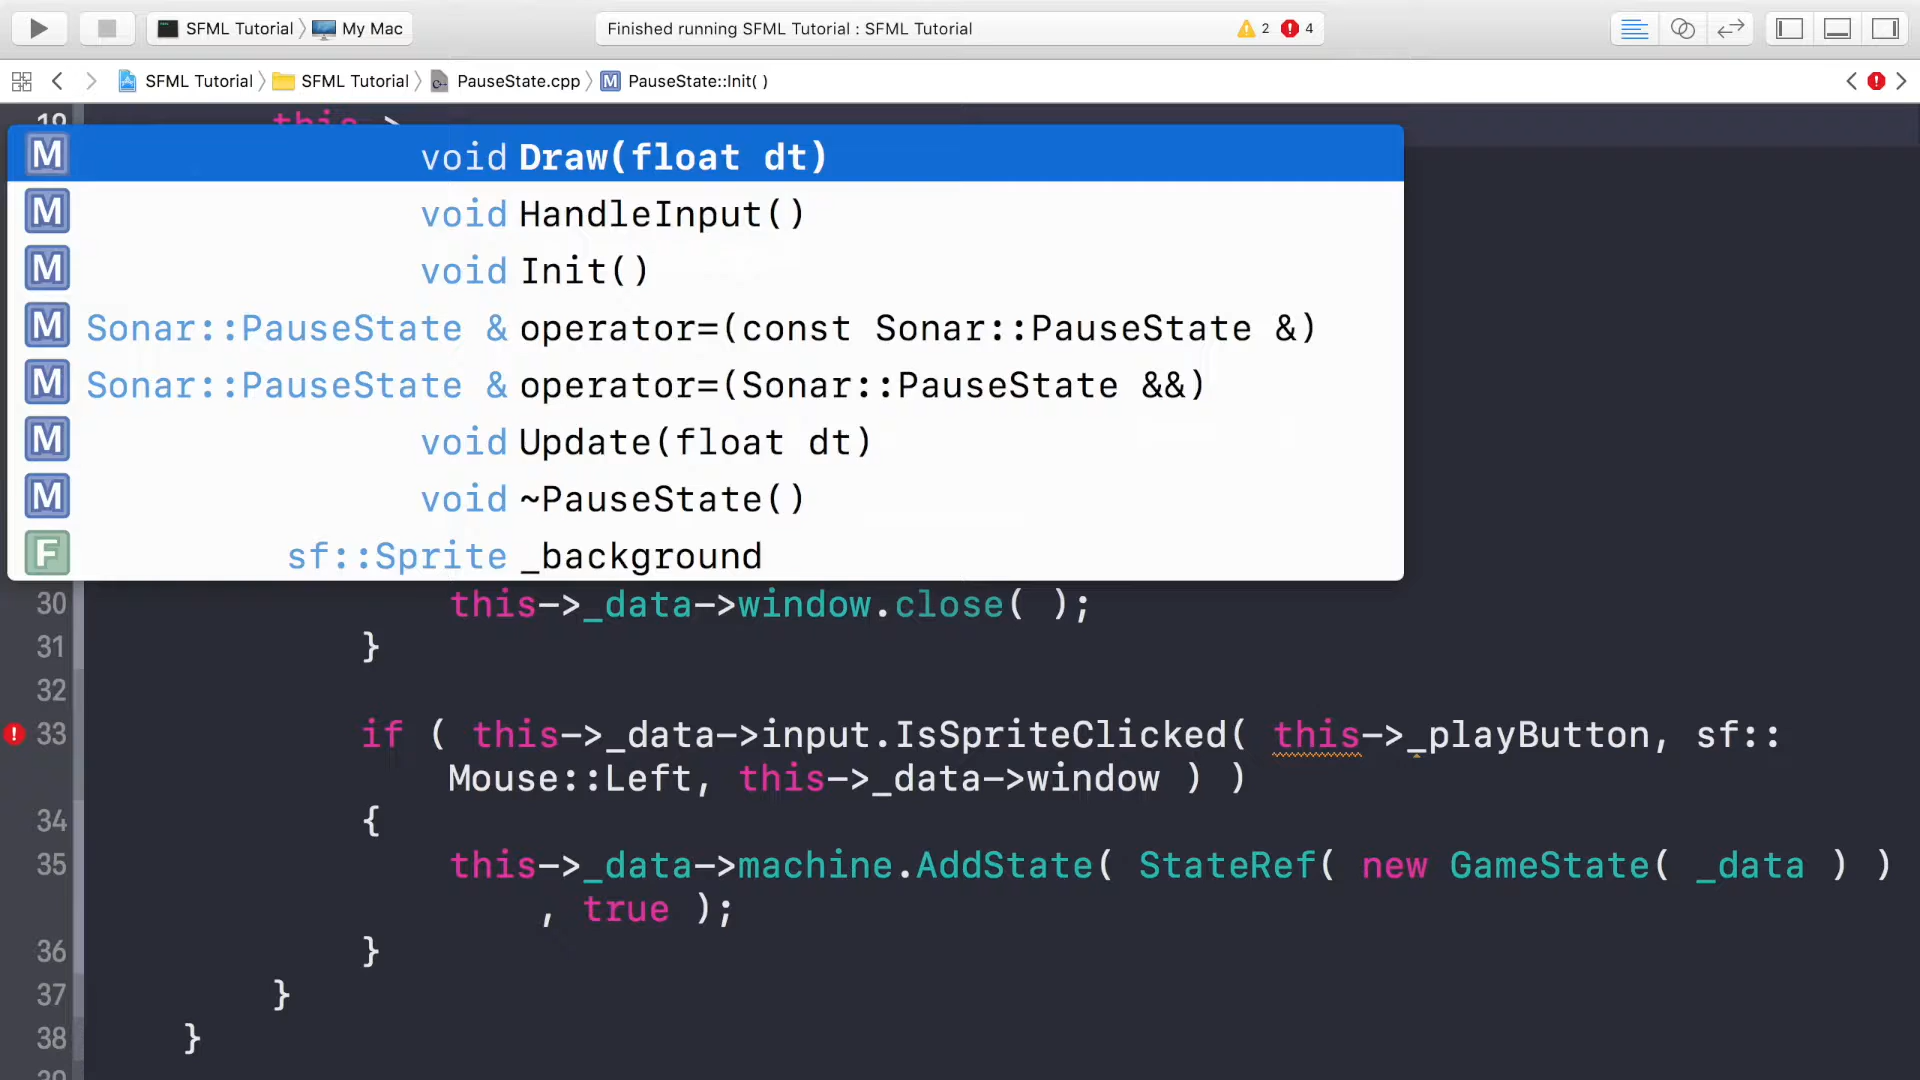 SFML Tutorial 〉 My Mac
Finished running SFML Tutorial : SFML Tutorial
2
4
SFML Tutorial 〉 SFML Tutorial 〉 PauseState.cpp 〉 M PauseState::Init( )
19 this->
M void Draw(float dt)
M void HandleInput()
M void Init()
M Sonar::PauseState & operator=(const Sonar::PauseState &)
M Sonar::PauseState & operator=(Sonar::PauseState &&)
M void Update(float dt)
M void ~PauseState()
F sf::Sprite _background
30 this->_data->window.close( );
31 }
32
33 if ( this->_data->input.IsSpriteClicked( this->_playButton, sf::
Mouse::Left, this->_data->window ) )
34 {
35 this->_data->machine.AddState( StateRef( new GameState( _data ) )
, true );
36 }
37 }
38 }
39